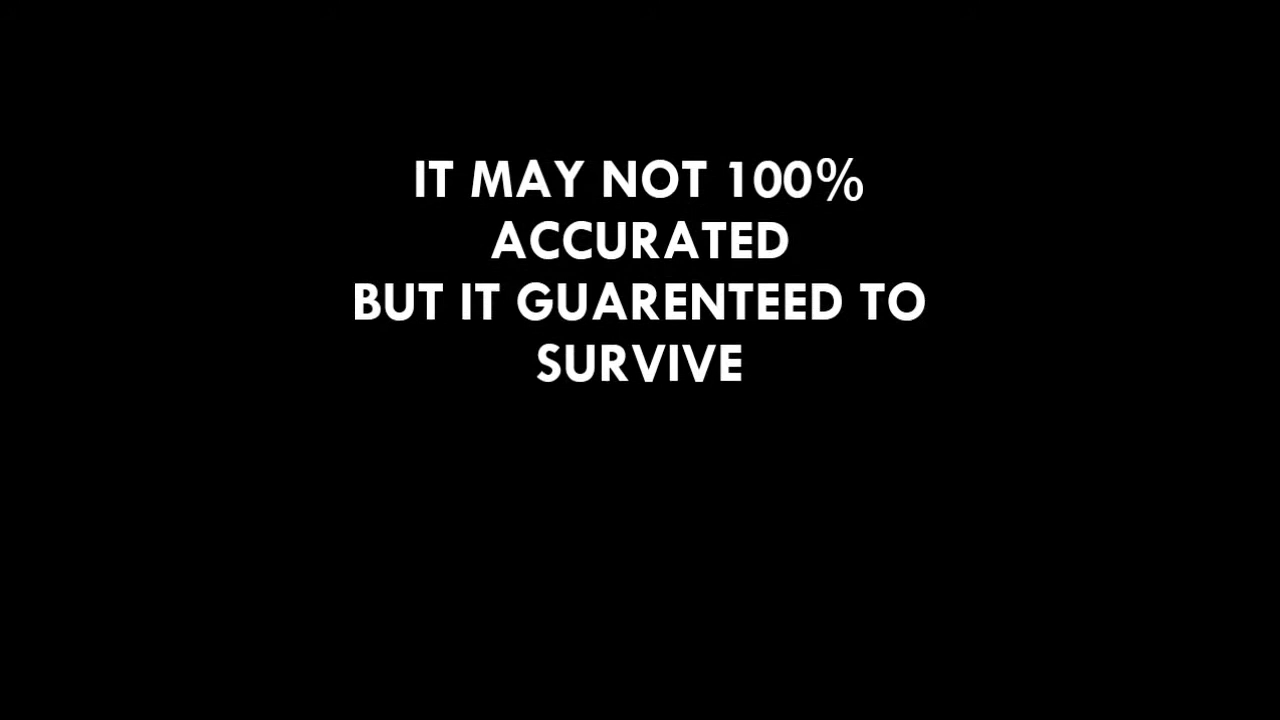 IT MAY NOT 100%
ACCURATED
BUT IT GUARENTEED TO
SURVIVE